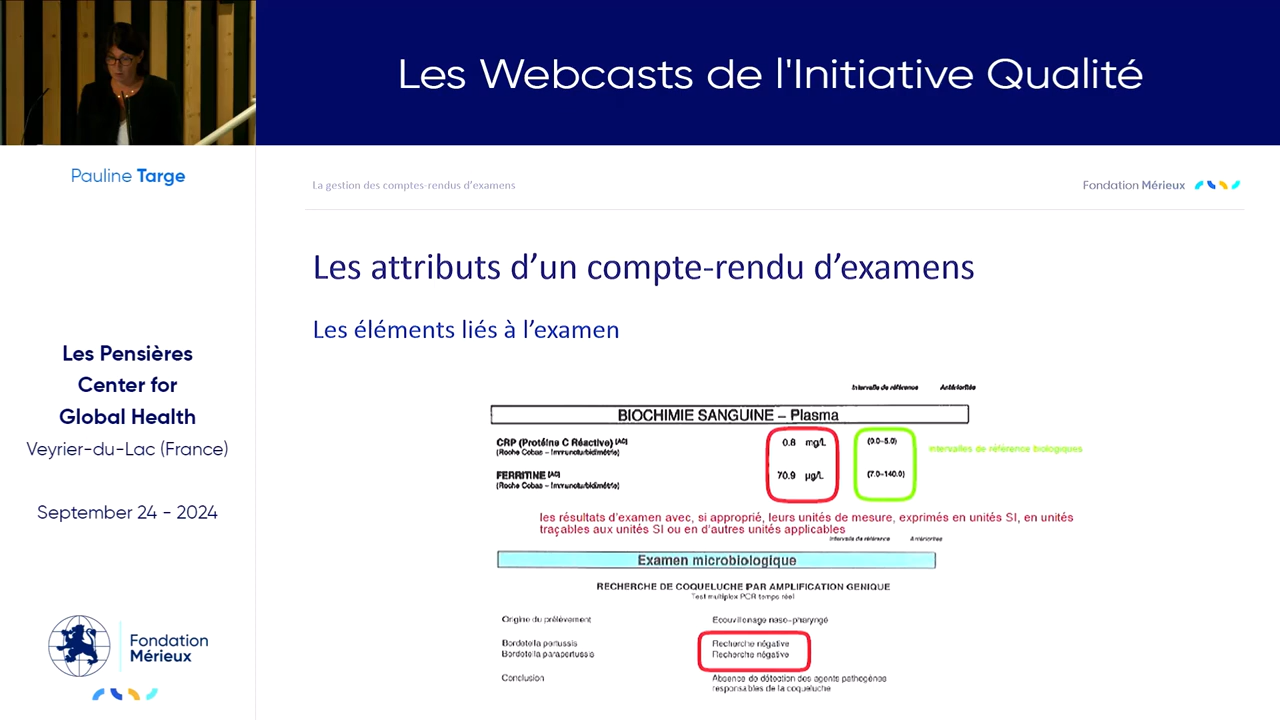 Les Webcasts de l'Initiative Qualité
Pauline Targe
Les Pensières
Center for
Global Health
Veyrier-du-Lac (France)
September 24 - 2024
Fondation
Mérieux
La gestion des comptes-rendus d'examens
Fondation Mérieux
Les attributs d'un compte-rendu d'examens
Les éléments liés à l'examen
Intervalle de référence Antériorités
BIOCHIMIE SANGUINE – Plasma
CRP (Protéine C Réactive) [AC] 0.8 mg/L (0.0–5.0)
(Roche Cobas – Immunoturbidimétrie)
intervalles de référence biologiques
FERRITINE [AC] 70.9 µg/L (7.0–140.0)
(Roche Cobas – Immunoturbidimétrie)
les résultats d'examen avec, si approprié, leurs unités de mesure, exprimés en unités SI, en unités
traçables aux unités SI ou en d'autres unités applicables
Intervalle de référence Antériorités
Examen microbiologique
RECHERCHE DE COQUELUCHE PAR AMPLIFICATION GENIQUE
Test multiplex PCR temps réel
Origine du prélèvement Ecouvillonage naso-pharyngé
Bordetella pertussis Recherche négative
Bordetella parapertussis Recherche négative
Conclusion Absence de détection des agents pathogènes
responsables de la coqueluche